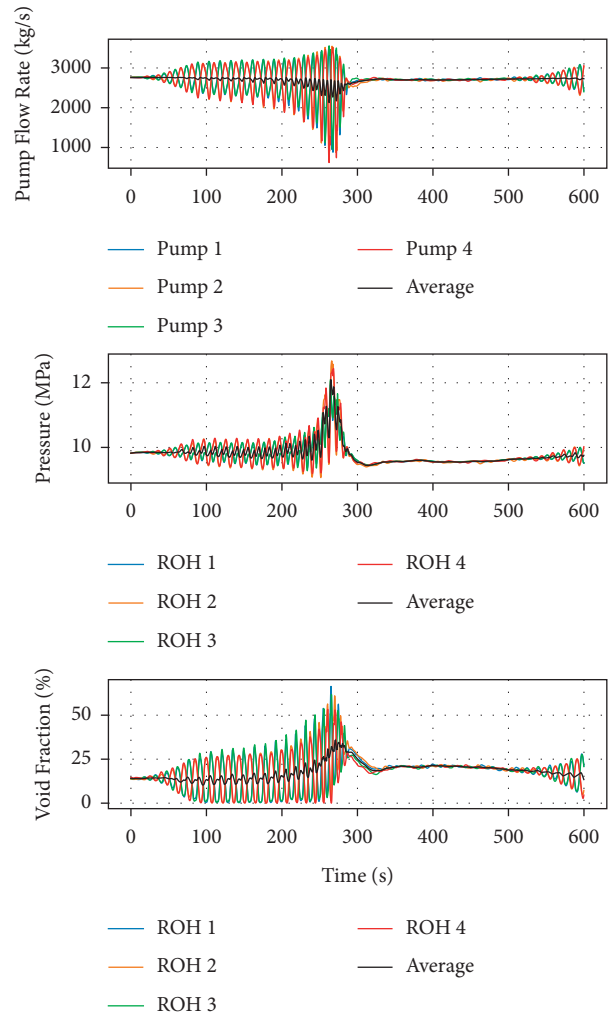 Pump Flow Rate (kg/s)
3000
2000
1000
0 100 200 300 400 500 600
Pump 1 Pump 4
Pump 2 Average
Pump 3
Pressure (MPa)
12
10
0 100 200 300 400 500 600
ROH 1 ROH 4
ROH 2 Average
ROH 3
Void Fraction (%)
50
25
0
0 100 200 300 400 500 600
Time (s)
ROH 1 ROH 4
ROH 2 Average
ROH 3